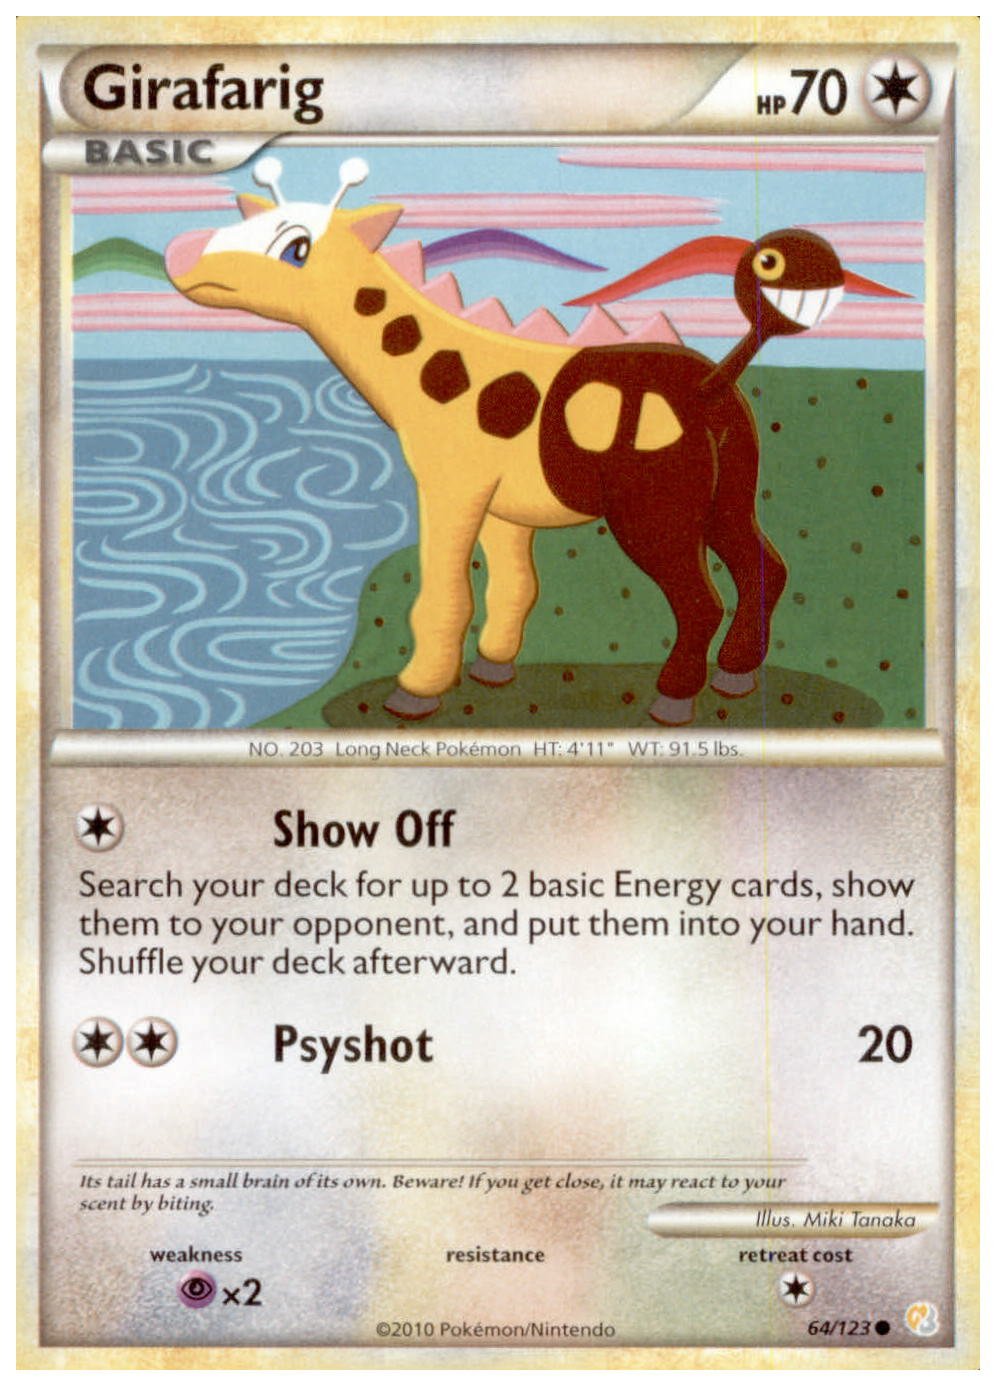 Girafarig
HP 70
BASIC
NO. 203 Long Neck Pokémon HT: 4'11" WT: 91.5 lbs.
Show Off
Search your deck for up to 2 basic Energy cards, show
them to your opponent, and put them into your hand.
Shuffle your deck afterward.
Psyshot 20
Its tail has a small brain of its own. Beware! If you get close, it may react to your
scent by biting.
Illus. Miki Tanaka
weakness resistance retreat cost
×2
©2010 Pokémon/Nintendo 64/123